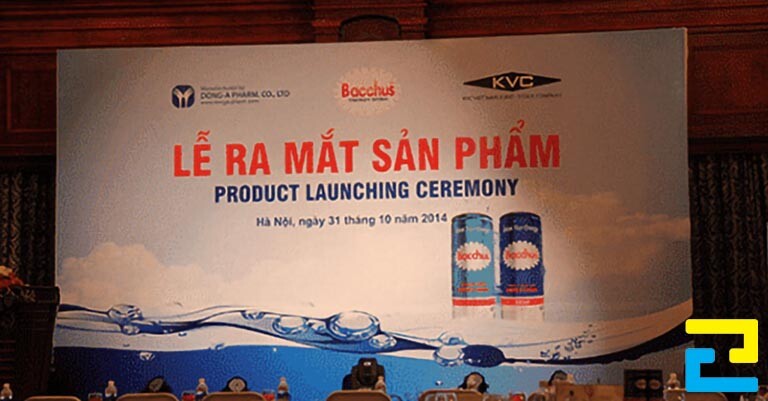 DONG-A PHARM. CO., LTD
Bacchus
KVC
LỄ RA MẮT SẢN PHẨM
PRODUCT LAUNCHING CEREMONY
Hà Nội, ngày 31 tháng 10 năm 2014
Bacchus
Bacchus